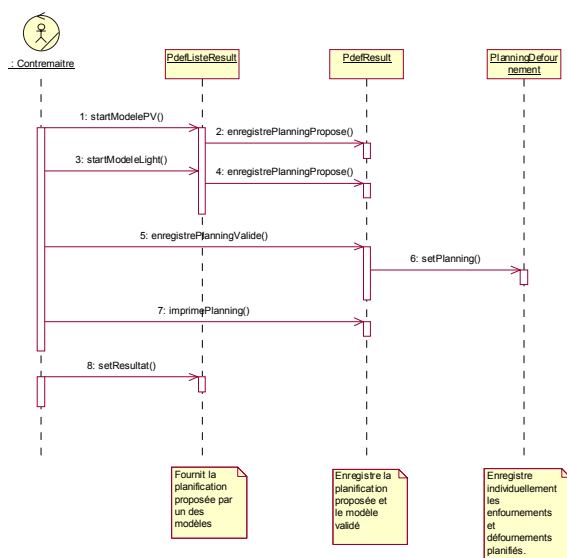 : Contremaitre
PdefListeResult
PdefResult
PlanningDefour
nement
1: startModelePV()
2: enregistrePlanningPropose()
3: startModeleLight()
4: enregistrePlanningPropose()
5: enregistrePlanningValide()
6: setPlanning()
7: imprimePlanning()
8: setResultat()
Fournit la
planification
proposée par
un des
modèles
Enregistre la
planification
proposée et
le modèle
validé
Enregistre
individuellement
les
enfournements
et
défournements
planifiés.